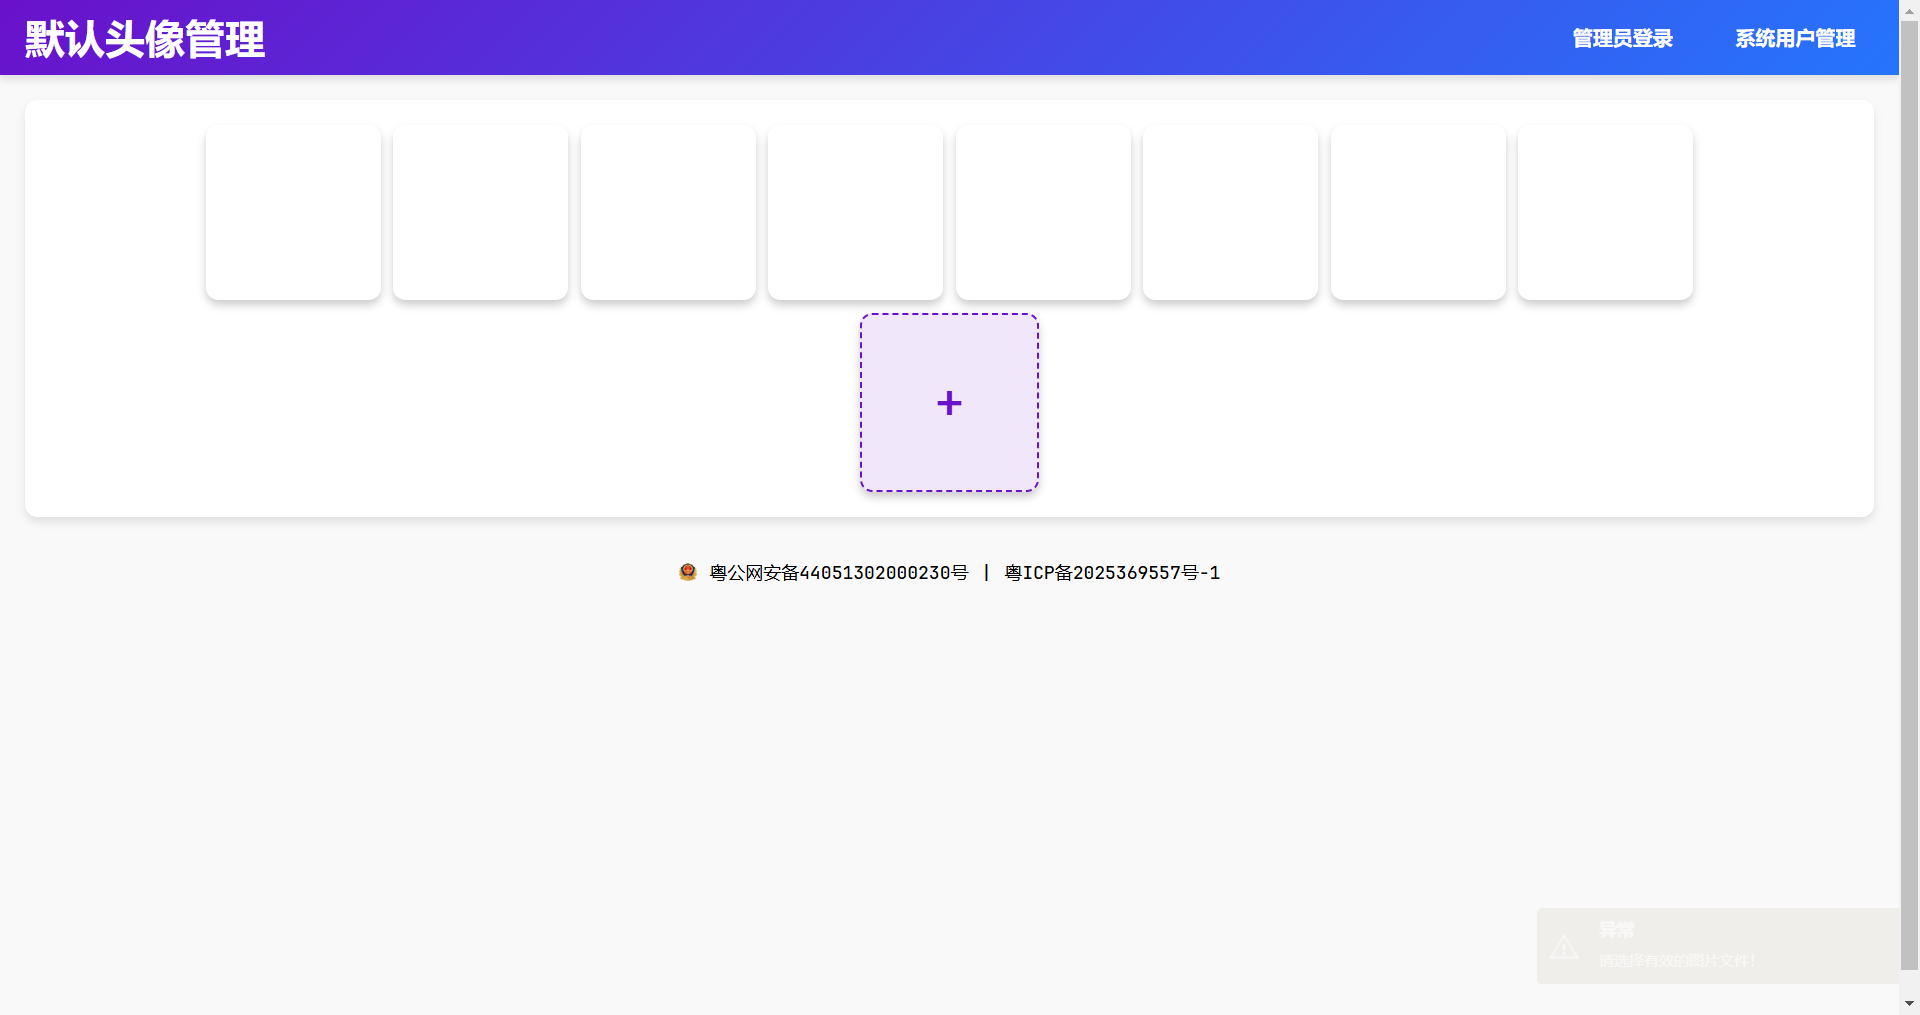 默认头像管理
管理员登录
系统用户管理
+
粤公网安备44051302000230号 | 粤ICP备2025369557号-1
异常
请选择有效的图片文件!